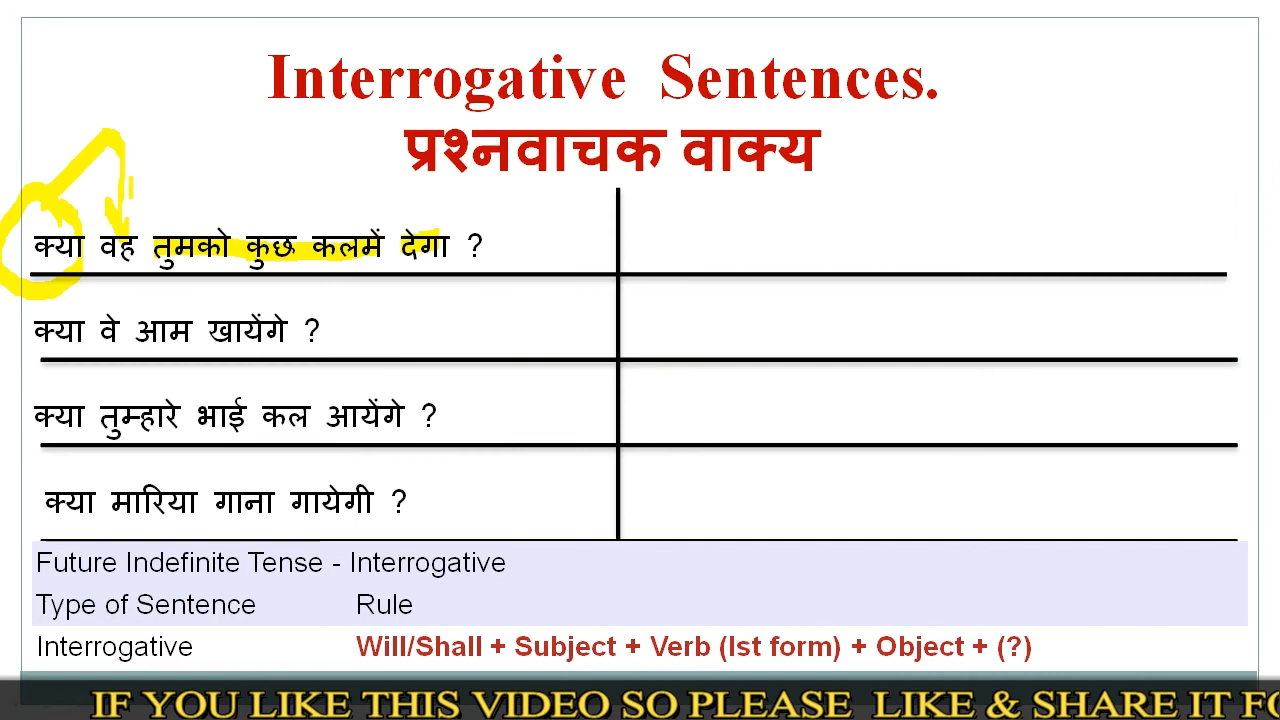 Interrogative Sentences.
प्रश्नवाचक वाक्य
क्या वह तुमको कुछ कलमें देगा ?
क्या वे आम खायेंगे ?
क्या तुम्हारे भाई कल आयेंगे ?
क्या मारिया गाना गायेगी ?
Future Indefinite Tense - Interrogative
Type of Sentence Rule
Interrogative Will/Shall + Subject + Verb (Ist form) + Object + (?)
IF YOU LIKE THIS VIDEO SO PLEASE LIKE & SHARE IT